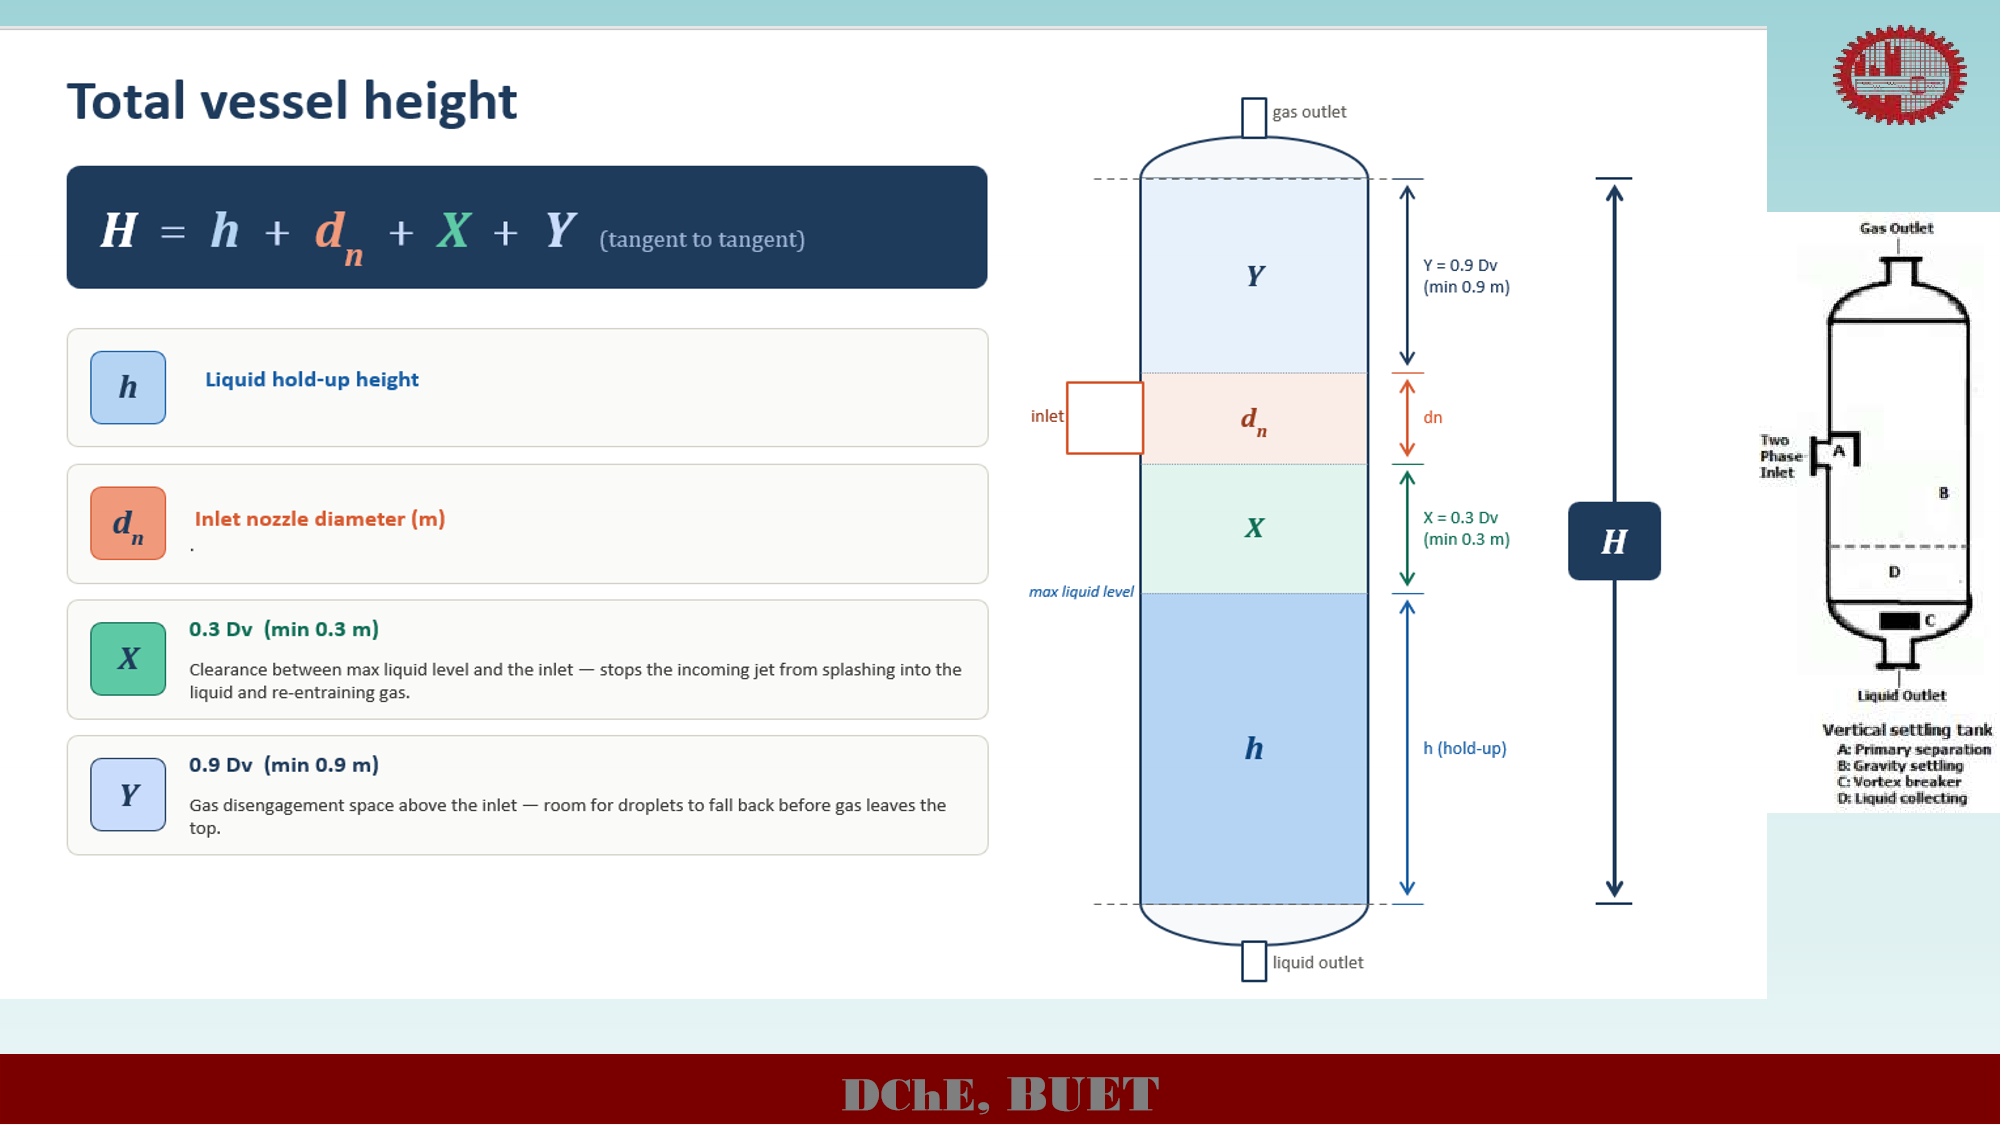 Total vessel height
H = h + dn + X + Y (tangent to tangent)
h
Liquid hold-up height
dn
Inlet nozzle diameter (m)
.
X
0.3 Dv (min 0.3 m)
Clearance between max liquid level and the inlet — stops the incoming jet from splashing into the
liquid and re-entraining gas.
Y
0.9 Dv (min 0.9 m)
Gas disengagement space above the inlet — room for droplets to fall back before gas leaves the
top.
gas outlet
Y
Y = 0.9 Dv
(min 0.9 m)
inlet
dn
dn
X
X = 0.3 Dv
(min 0.3 m)
H
max liquid level
h
h (hold-up)
liquid outlet
Gas Outlet
Two
Phase
Inlet
A
B
D
C
Liquid Outlet
Vertical settling tank
A: Primary separation
B: Gravity settling
C: Vortex breaker
D: Liquid collecting
DChE, BUET